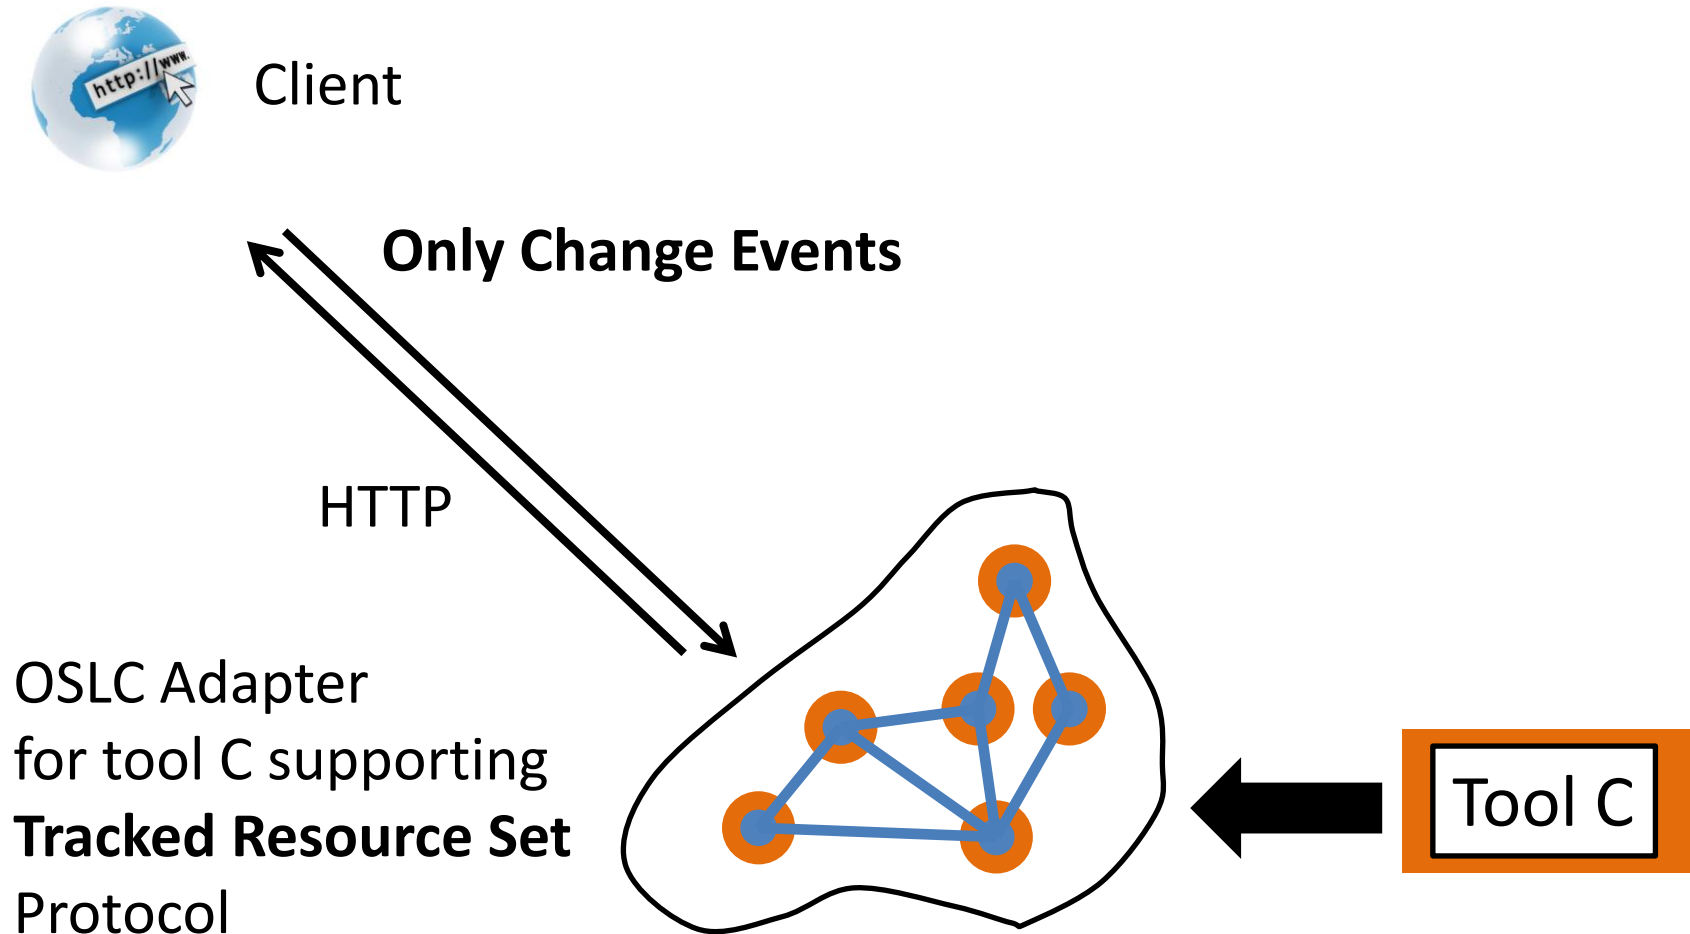 http://www.
Client
Only Change Events
HTTP
OSLC Adapter
for tool C supporting
Tracked Resource Set
Protocol
Tool C